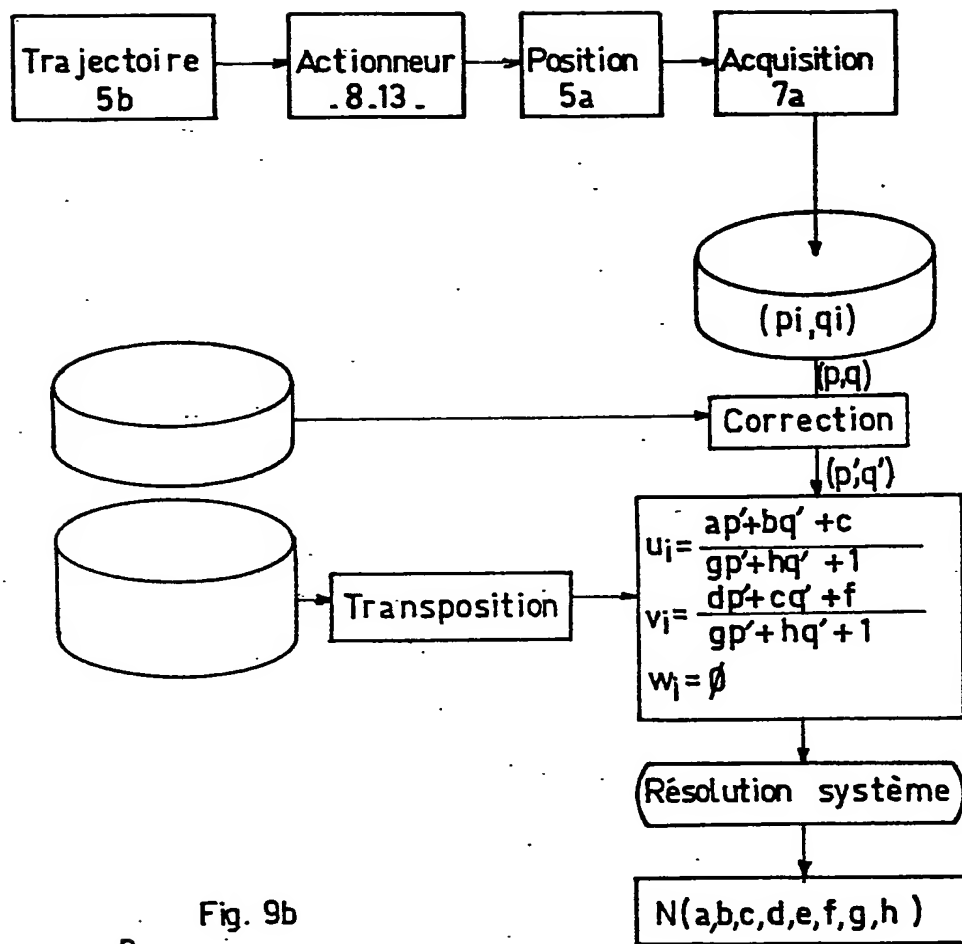 Trajectoire
5b
Actionneur
-8-13-
Position
5a
Acquisition
7a
(pi,qi)
(p,q)
Correction
(p',q')
ui= ap'+bq'+c
gp'+hq'+1
vi= dp'+cq'+f
gp'+hq'+1
wi=∅
Transposition
Résolution système
N(a,b,c,d,e,f,g,h)
Fig. 9b